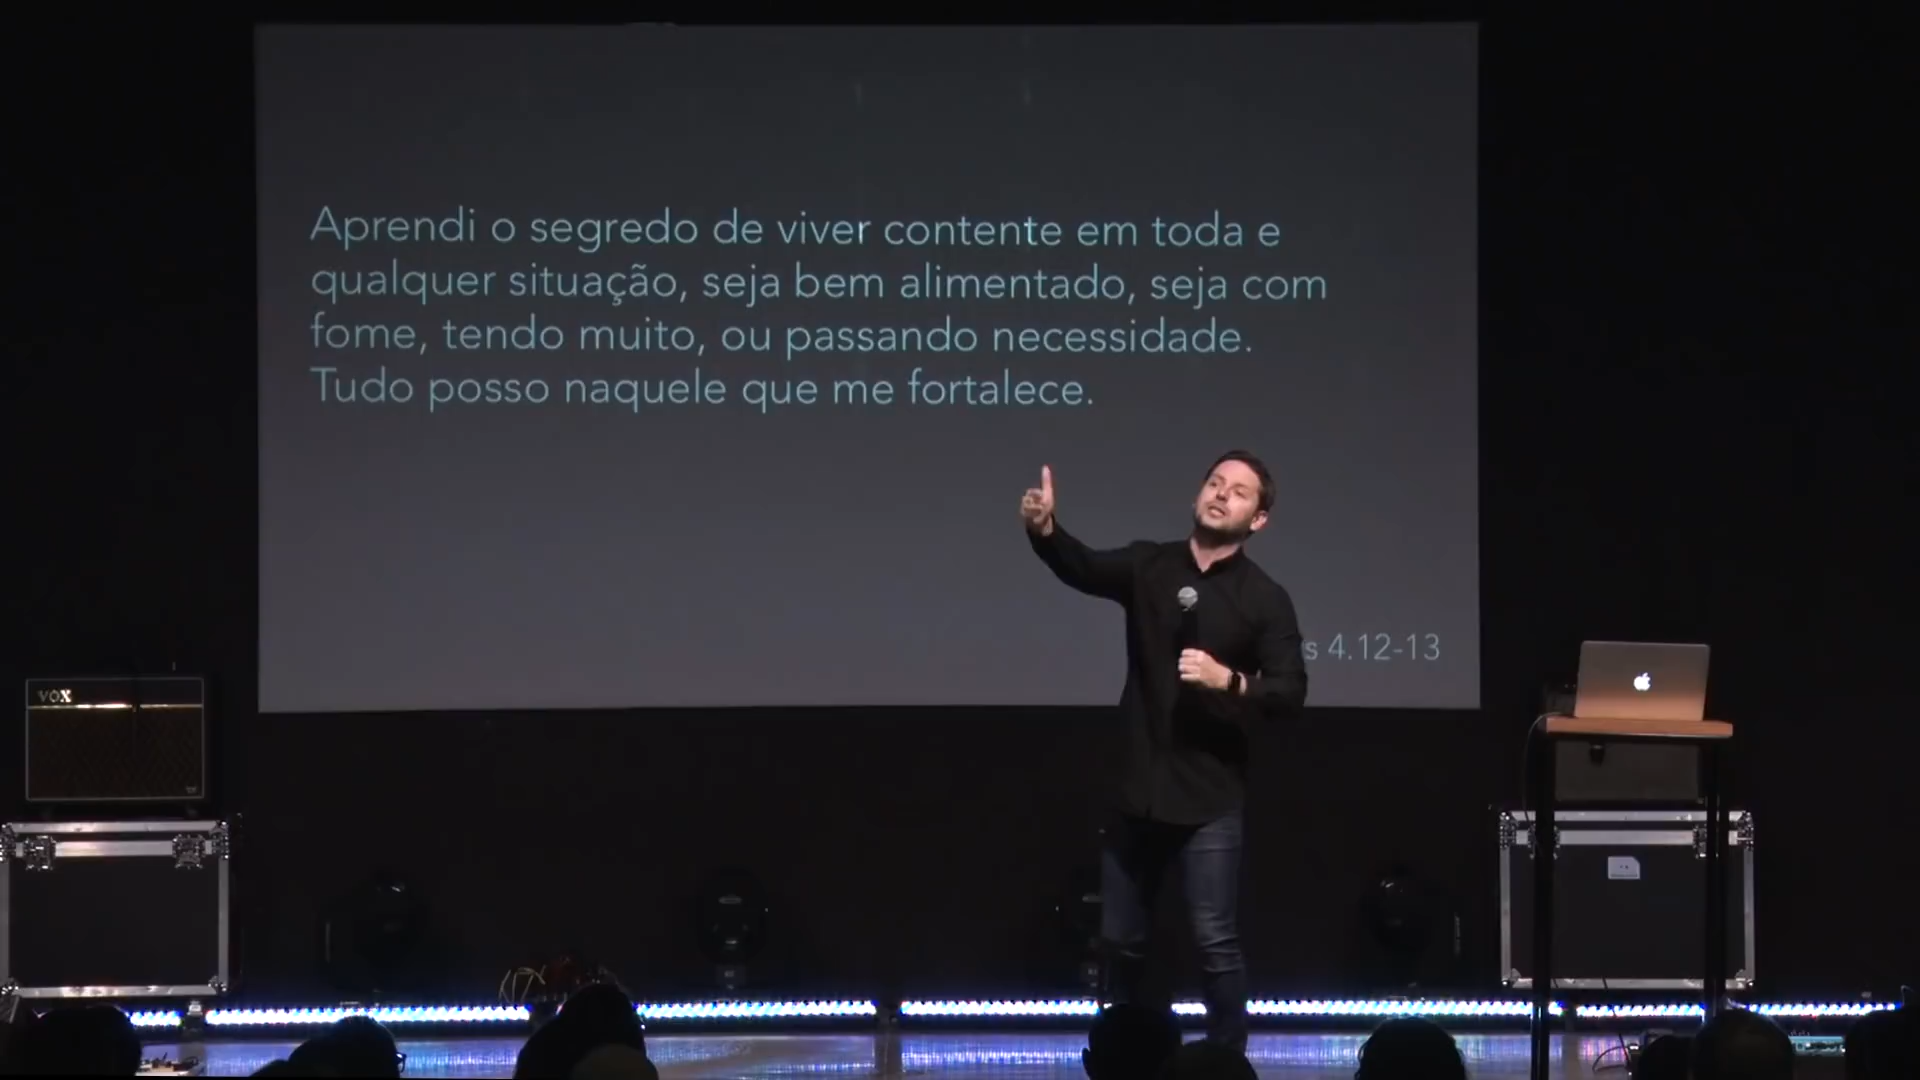 Aprendi o segredo de viver contente em toda e
qualquer situação, seja bem alimentado, seja com
fome, tendo muito, ou passando necessidade.
Tudo posso naquele que me fortalece.
s 4.12-13
VOX